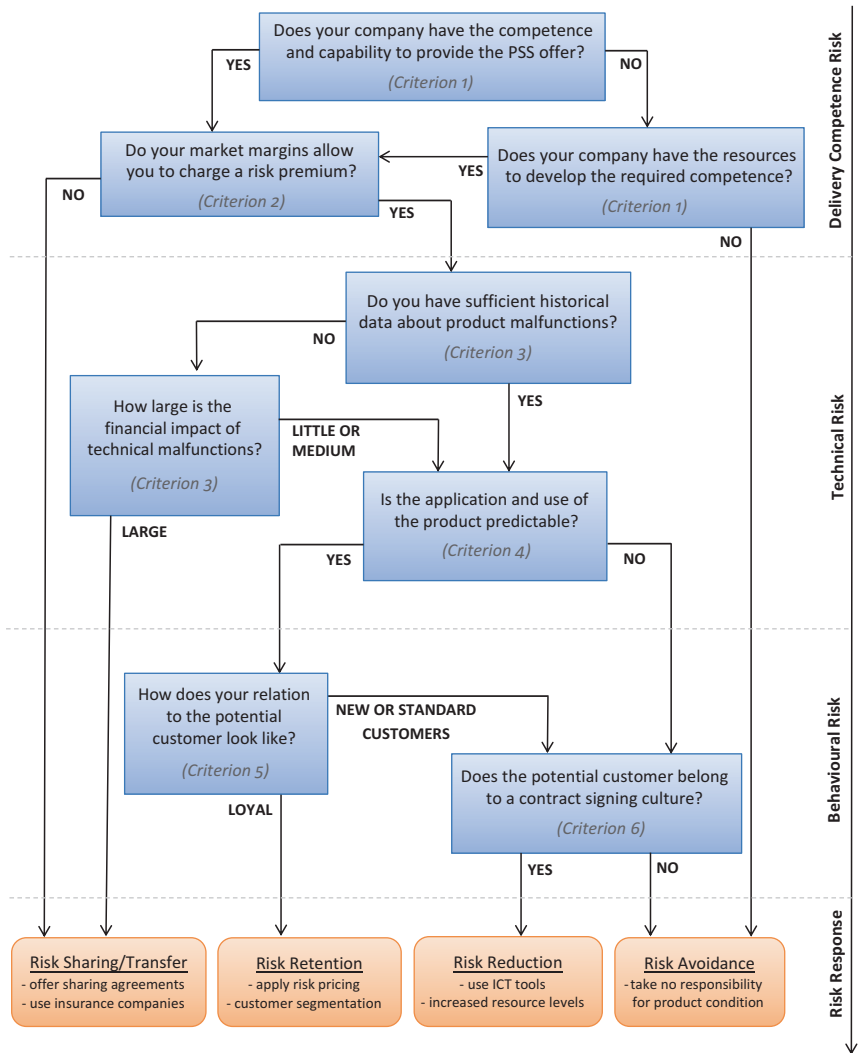 Does your company have the competence
and capability to provide the PSS offer?
(Criterion 1)
YES
NO
Do your market margins allow
you to charge a risk premium?
(Criterion 2)
NO
YES
Does your company have the resources
to develop the required competence?
(Criterion 1)
YES
NO
Delivery Competence Risk
Do you have sufficient historical
data about product malfunctions?
(Criterion 3)
NO
YES
How large is the
financial impact of
technical malfunctions?
(Criterion 3)
LITTLE OR
MEDIUM
LARGE
Is the application and use of
the product predictable?
(Criterion 4)
YES
NO
Technical Risk
How does your relation
to the potential
customer look like?
(Criterion 5)
NEW OR STANDARD
CUSTOMERS
LOYAL
Does the potential customer belong
to a contract signing culture?
(Criterion 6)
YES
NO
Behavioural Risk
Risk Sharing/Transfer
- offer sharing agreements
- use insurance companies
Risk Retention
- apply risk pricing
- customer segmentation
Risk Reduction
- use ICT tools
- increased resource levels
Risk Avoidance
- take no responsibility
for product condition
Risk Response